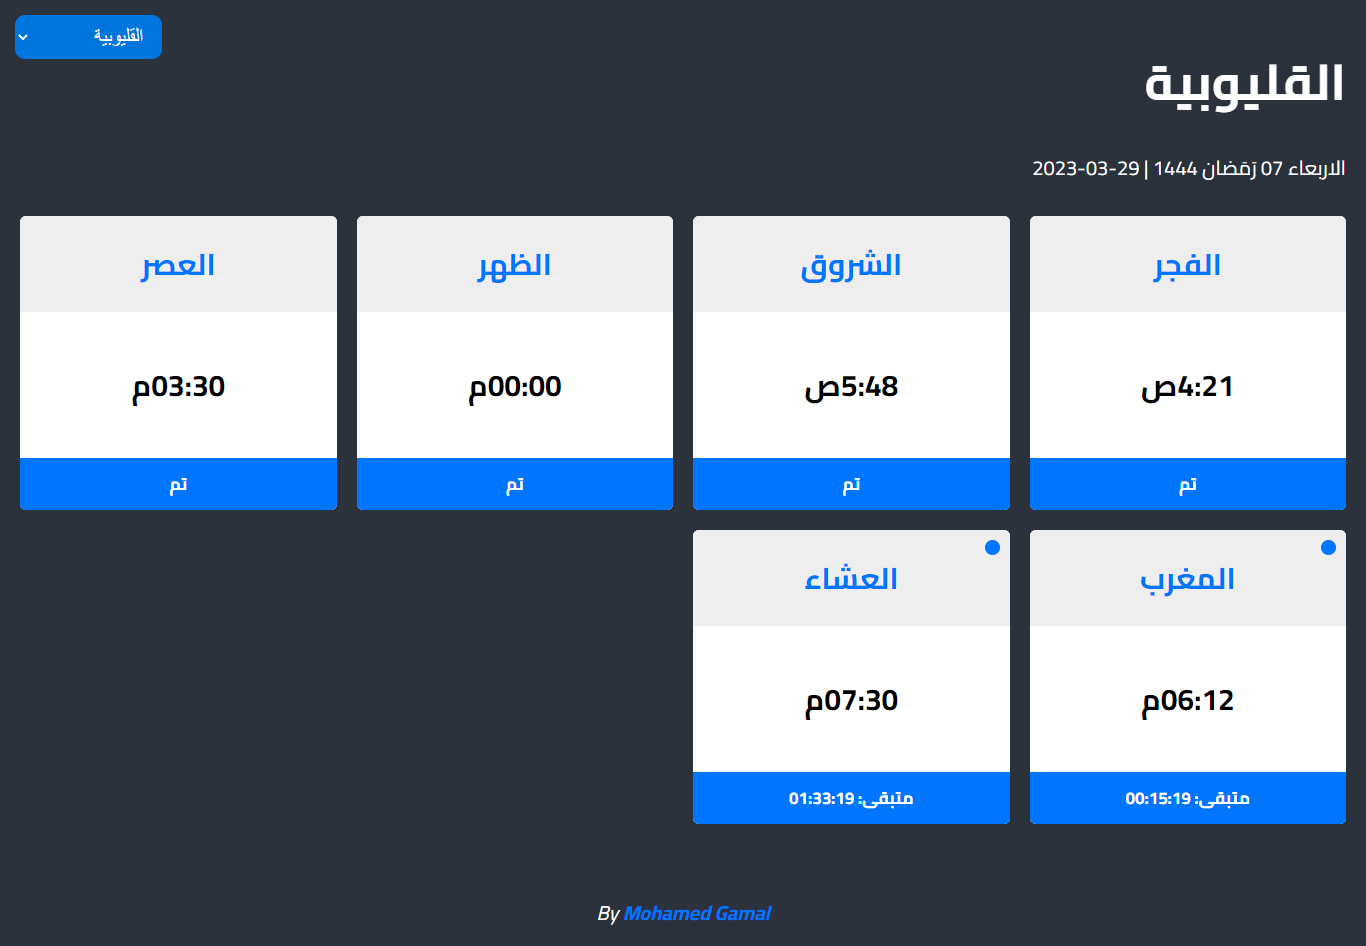 القليوبية
القليوبية
الاربعاء 07 رَمَضان 1444 | 29-03-2023
الفجر
4:21ص
تم
الشروق
5:48ص
تم
الظهر
00:00م
تم
العصر
03:30م
تم
المغرب
06:12م
متبقى: 00:15:19
العشاء
07:30م
متبقى: 01:33:19
By Mohamed Gamal